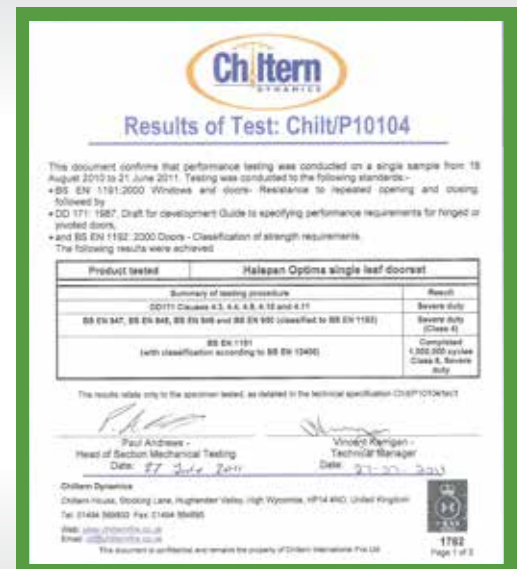 Chiltern
DYNAMICS
Results of Test: Chilt/P10104
This document confirms that performance testing was conducted on a single sample from 18
August 2010 to 21 June 2011. Testing was conducted to the following standards:-
• BS EN 1191:2000 Windows and doors- Resistance to repeated opening and closing.
followed by
• DD 171: 1987, Draft for development Guide to specifying performance requirements for hinged or
pivoted doors,
• and BS EN 1192: 2000 Doors - Classification of strength requirements.
The following results were achieved
Product tested Halspan Optima single leaf doorset
Summary of testing procedure Result
DD171 Clauses 4.3, 4.4, 4.10 and 4.11 Severe duty
BS EN 947, BS EN 948, BS EN 949 and BS EN 950 (classified to BS EN 1192) Severe duty
(Class 4)
BS EN 1191
(with classification according to BS EN 12400)
Completed
1,000,000 cycles
Class 8, Severe
duty
The results relate only to the specimen tested, as detailed in the technical specification
Paul Andrews -
Head of Section Mechanical Testing
Date: 27 July 2011
Vincent Kerrigan -
Technical Manager
Date:
Chiltern Dynamics
Chiltern House, Stocking Lane, Hughenden Valley, High Wycombe, HP14 4ND, United Kingdom
Tel: 01494 569800 Fax: 01494 564895
Web: www.chilternfire.co.uk
Email:
This document is confidential and remains the property of Chiltern International Fire Ltd
1762
Page 1 of